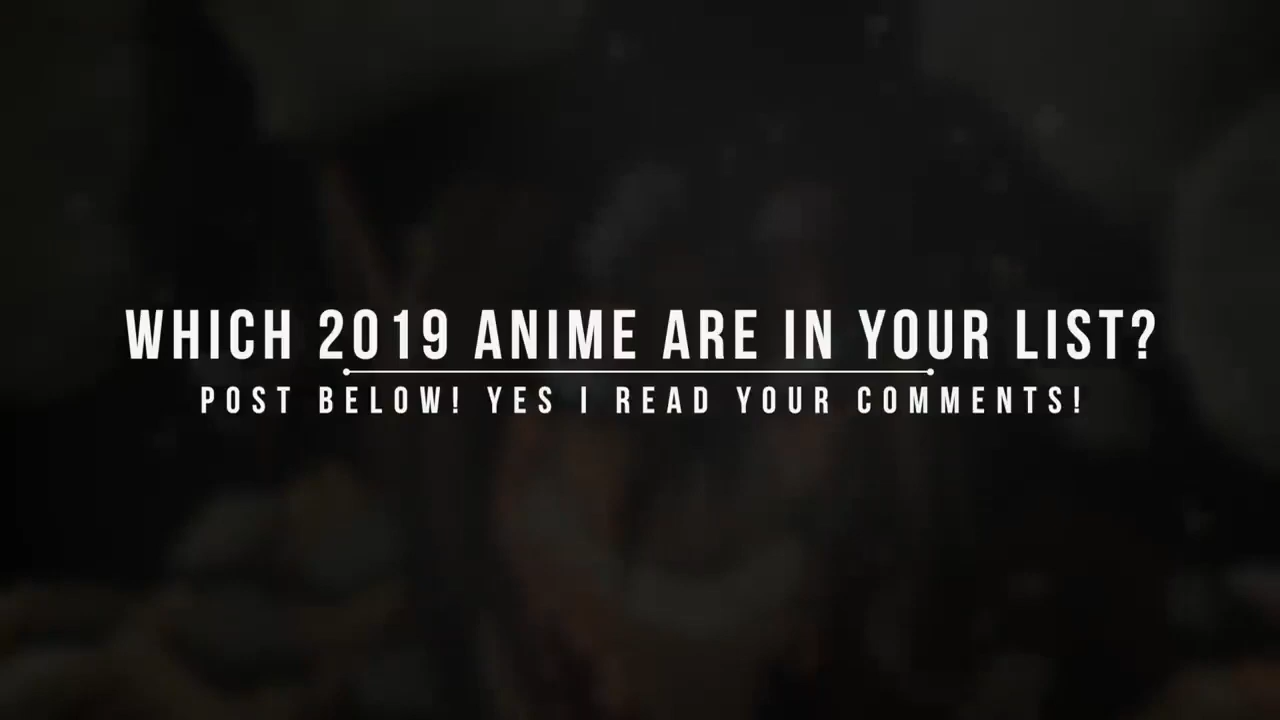 WHICH 2019 ANIME ARE IN YOUR LIST?
POST BELOW! YES I READ YOUR COMMENTS!